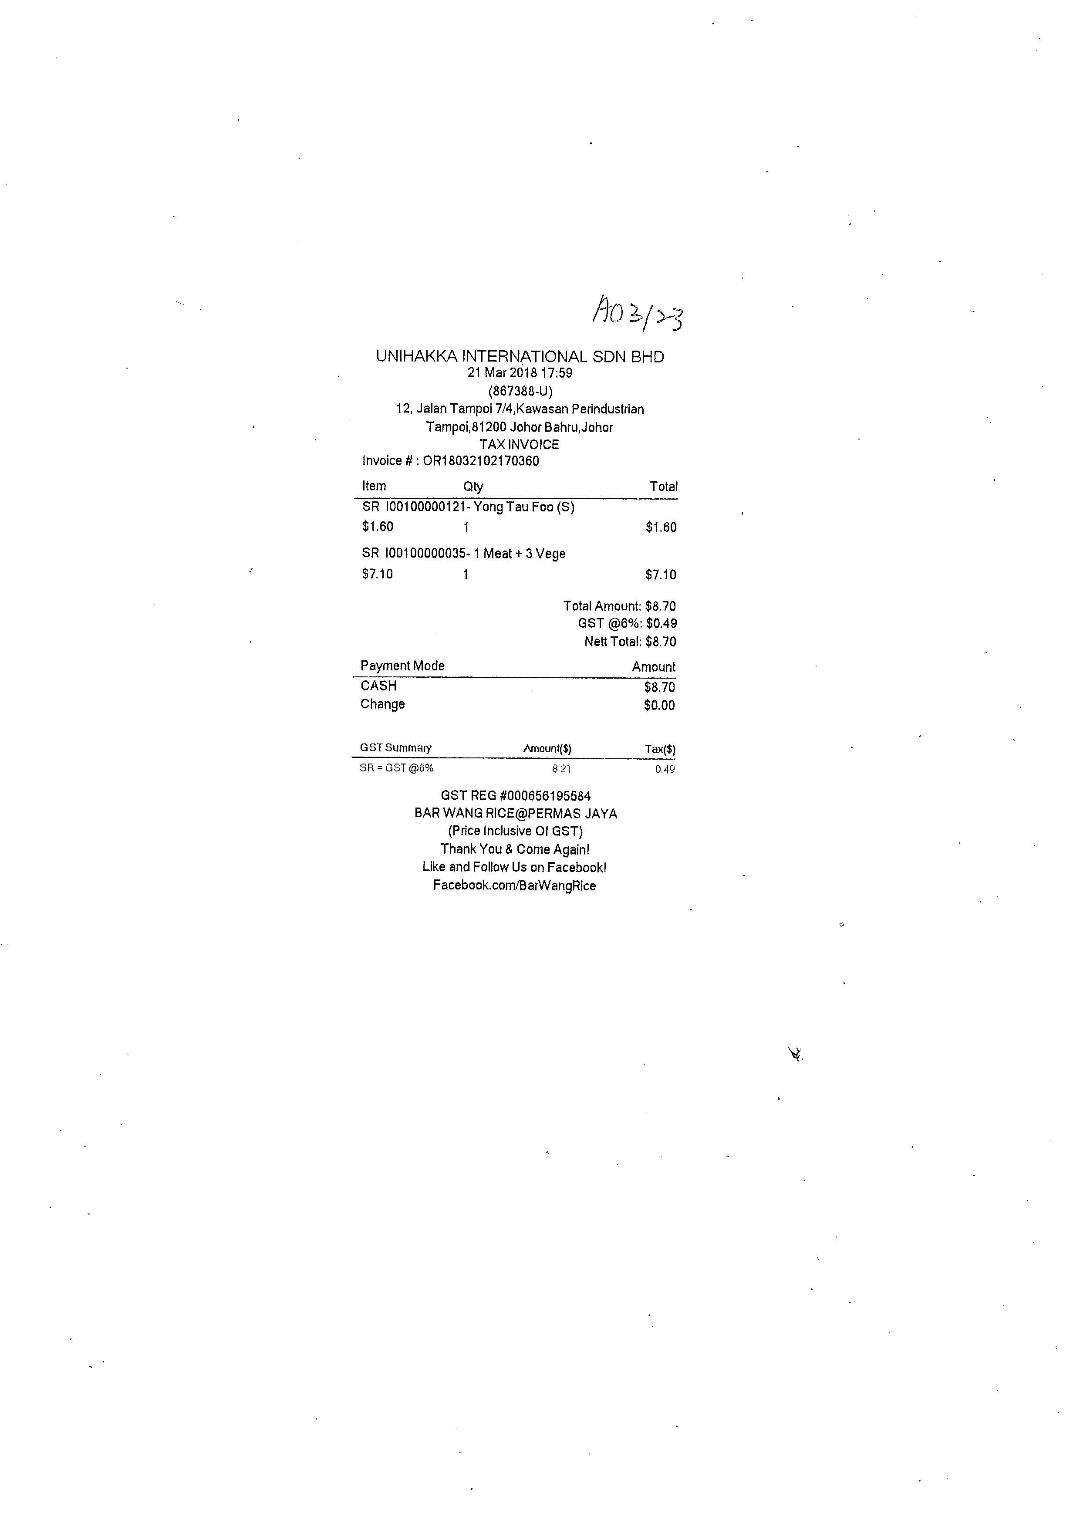 A03/23
UNIHAKKA INTERNATIONAL SDN BHD
21 Mar 2018 17:59
(867388-U)
12, Jalan Tampoi 7/4,Kawasan Perindustrian
Tampoi,81200 Johor Bahru,Johor
TAX INVOICE
Invoice # : OR18032102170360
Item Qty Total
SR I00100000121- Yong Tau Foo (S)
$1.60 1 $1.60
SR I00100000035- 1 Meat + 3 Vege
$7.10 1 $7.10
Total Amount: $8.70
GST @6%: $0.49
Nett Total: $8.70
Payment Mode Amount
CASH $8.70
Change $0.00
GST Summary Amount($) Tax($)
SR = GST @6% 8.21 0.49
GST REG #000656195584
BAR WANG RICE@PERMAS JAYA
(Price Inclusive Of GST)
Thank You & Come Again!
Like and Follow Us on Facebook!
Facebook.com/BarWangRice